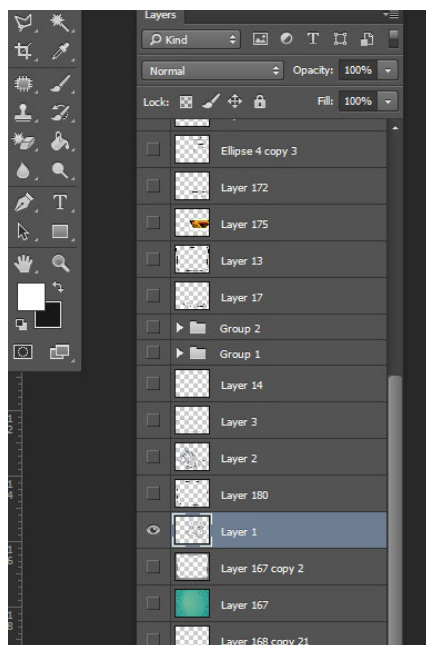 Layers
Kind
T
Normal
Opacity: 100%
Lock:
Fill: 100%
Ellipse 4 copy 3
Layer 172
T
Layer 175
Layer 13
Layer 17
Group 2
Group 1
Layer 14
Layer 3
Layer 2
Layer 180
Layer 1
Layer 167 copy 2
Layer 167
Layer 168 copy 21